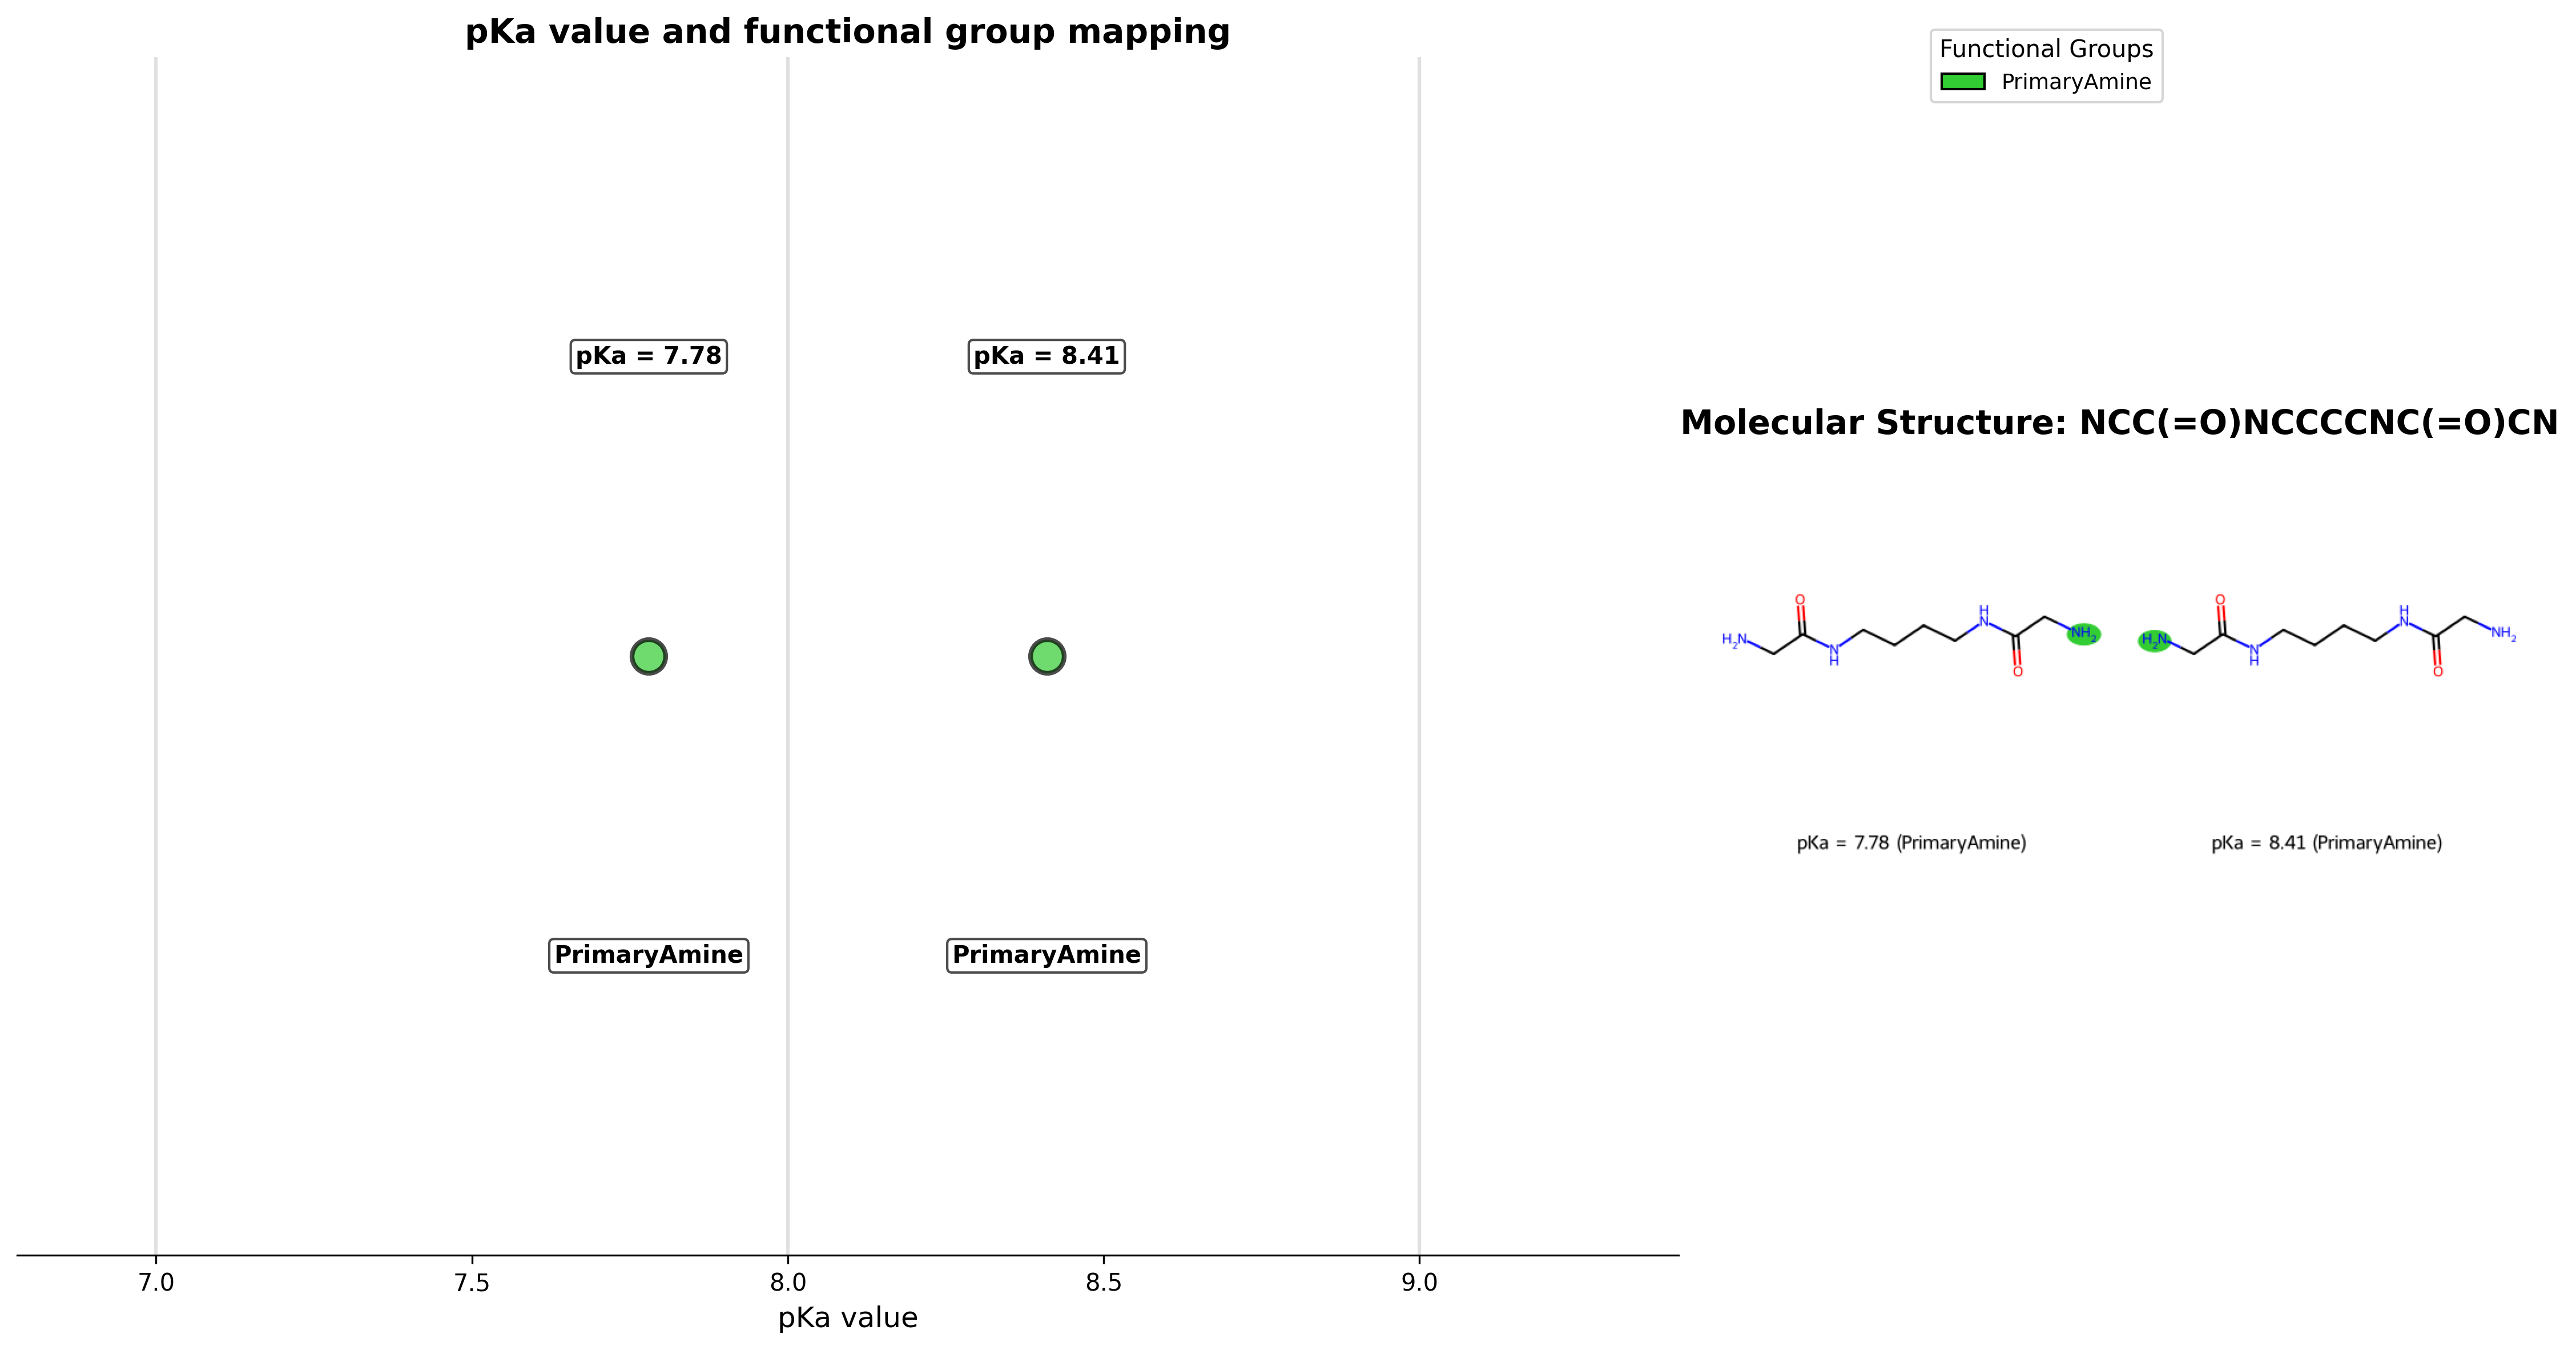 pKa value and functional group mapping
Functional Groups
PrimaryAmine
pKa = 7.78
pKa = 8.41
PrimaryAmine
PrimaryAmine
7.0
7.5
8.0
8.5
9.0
pKa value
Molecular Structure: NCC(=O)NCCCCNC(=O)CN
H₂N
O
N
H
H
N
O
NH₂
H₂N
O
N
H
H
N
O
NH₂
pKa = 7.78 (PrimaryAmine)
pKa = 8.41 (PrimaryAmine)